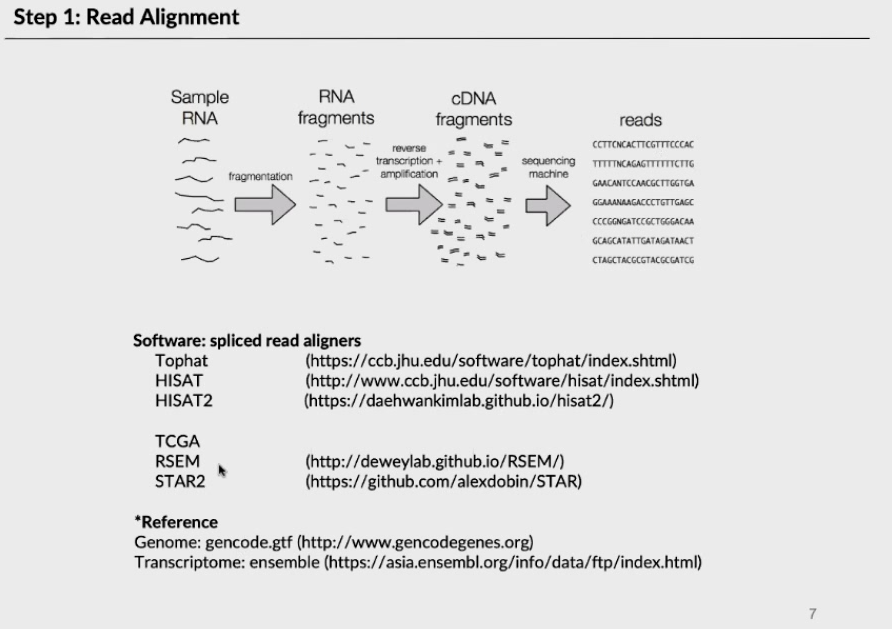 Step 1: Read Alignment
Sample
RNA
RNA
fragments
cDNA
fragments
reads
fragmentation
reverse
transcription +
amplification
sequencing
machine
CCTTCNCACTTCGTTTCCCAC
TTTTTNCAGAGTTTTTTCTTG
GAACANTCCAACGCTTGGTGA
GGAAANAAGACCCTGTTGAGC
CCCGGNGATCCGCTGGGACAA
GCAGCATATTGATAGATAACT
CTAGCTACGCGTACGCGATCG
Software: spliced read aligners
Tophat (https://ccb.jhu.edu/software/tophat/index.shtml)
HISAT (http://www.ccb.jhu.edu/software/hisat/index.shtml)
HISAT2 (https://daehwankimlab.github.io/hisat2/)
TCGA
RSEM (http://deweylab.github.io/RSEM/)
STAR2 (https://github.com/alexdobin/STAR)
*Reference
Genome: gencode.gtf (http://www.gencodegenes.org)
Transcriptome: ensemble (https://asia.ensembl.org/info/data/ftp/index.html)
7